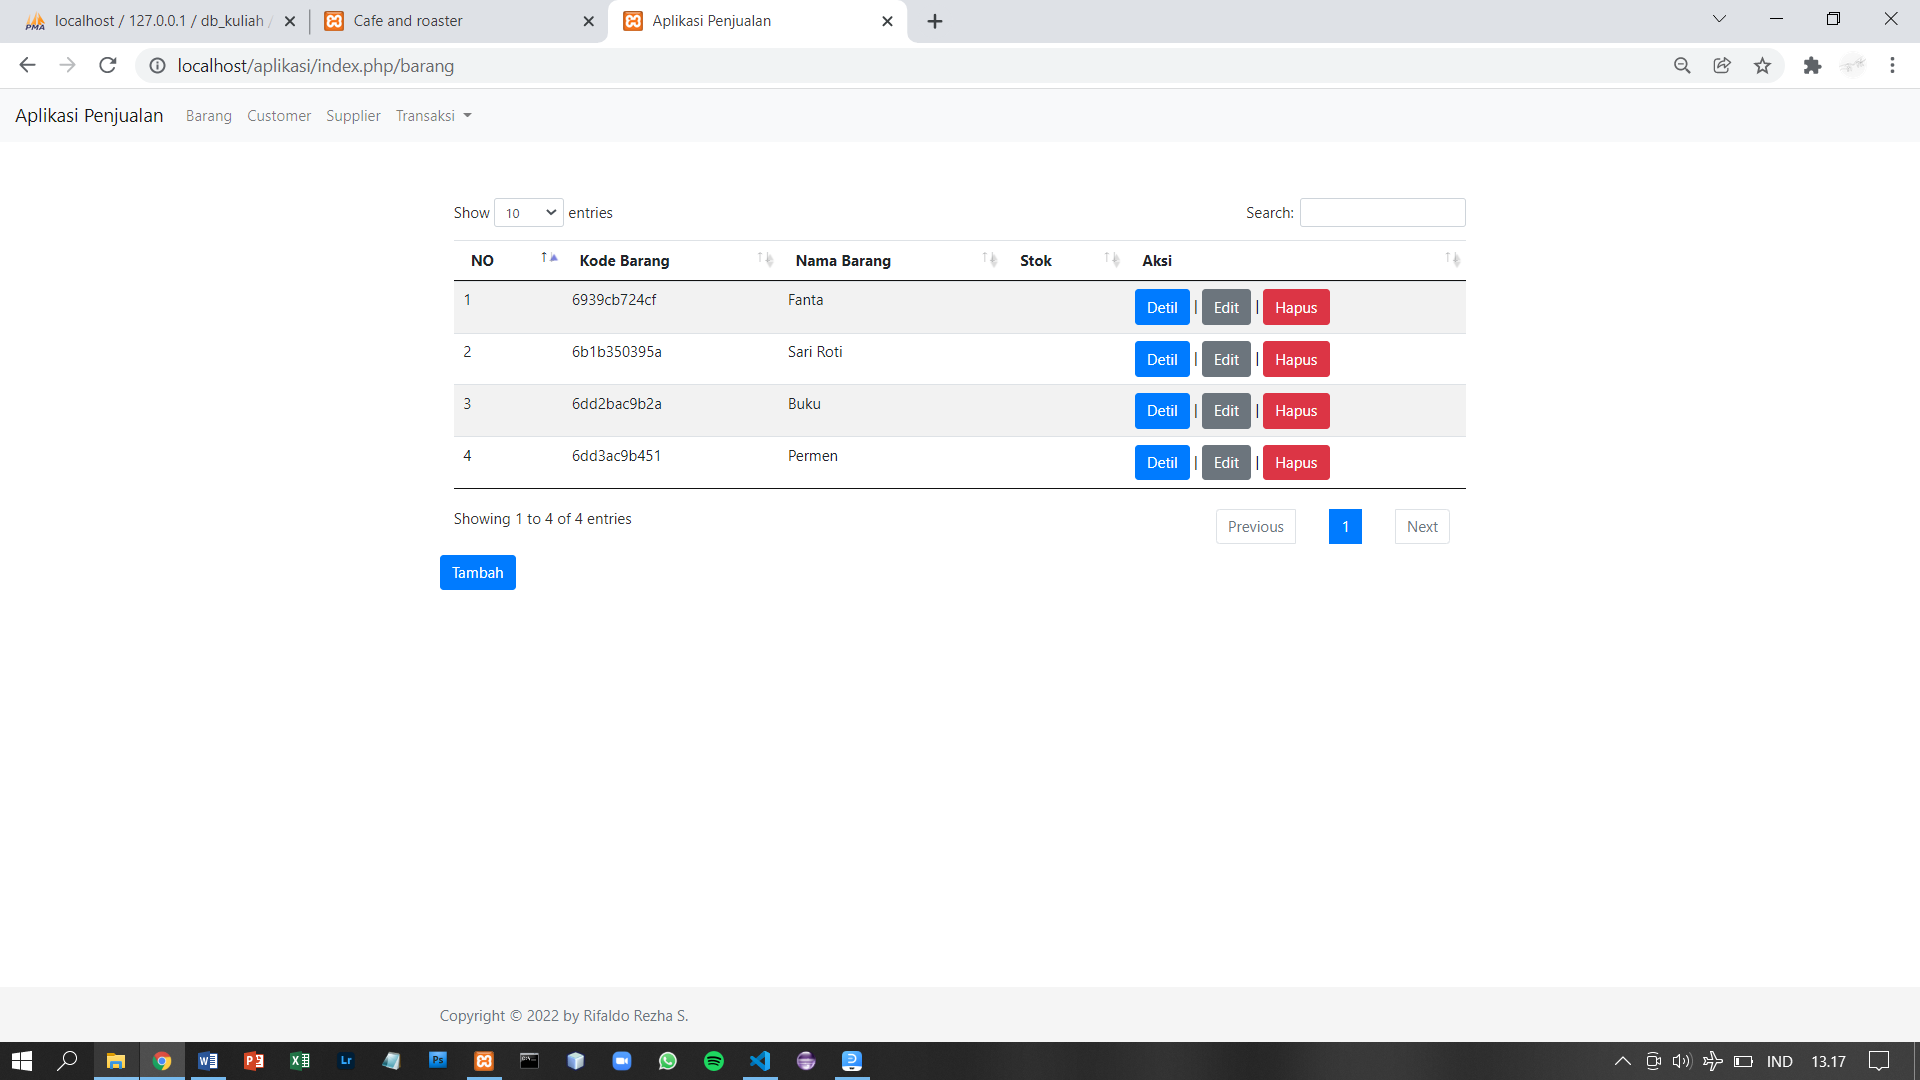 localhost / 127.0.0.1 / db_kuliah /
Cafe and roaster
Aplikasi Penjualan
localhost/aplikasi/index.php/barang
Aplikasi Penjualan Barang Customer Supplier Transaksi
Show 10 entries Search:
NO Kode Barang Nama Barang Stok Aksi
1 6939cb724cf Fanta Detil | Edit | Hapus
2 6b1b350395a Sari Roti Detil | Edit | Hapus
3 6dd2bac9b2a Buku Detil | Edit | Hapus
4 6dd3ac9b451 Permen Detil | Edit | Hapus
Showing 1 to 4 of 4 entries Previous 1 Next
Tambah
Copyright © 2022 by Rifaldo Rezha S.
IND 13.17